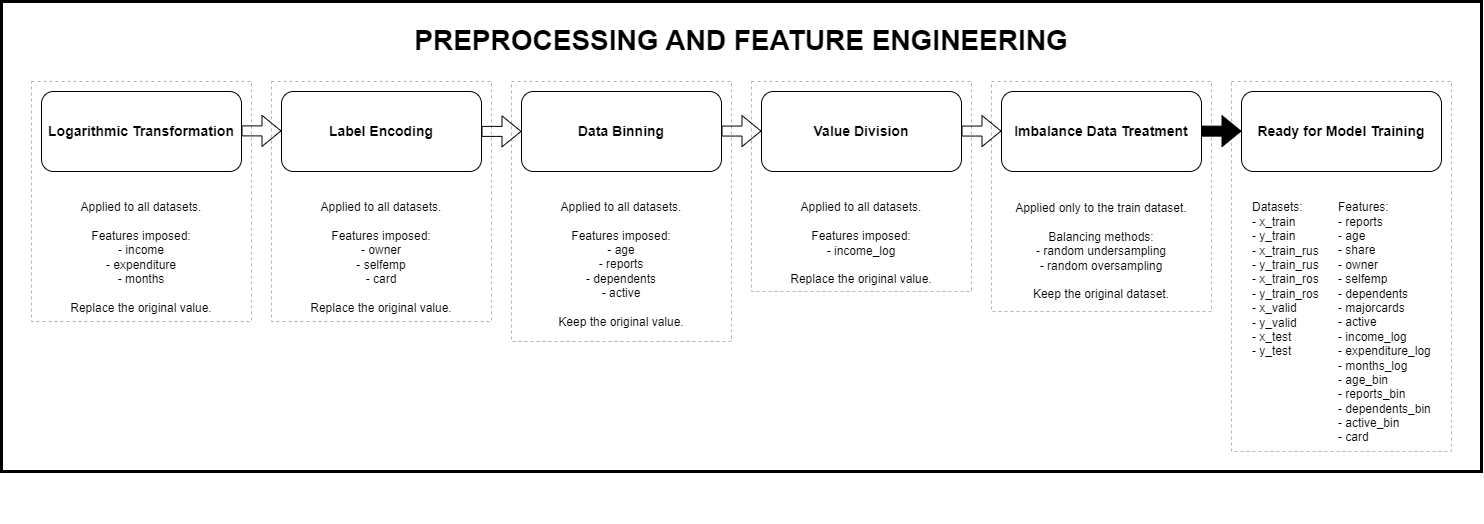 PREPROCESSING AND FEATURE ENGINEERING
Logarithmic Transformation
Applied to all datasets.
Features imposed:
- income
- expenditure
- months
Replace the original value.
Label Encoding
Applied to all datasets.
Features imposed:
- owner
- selfemp
- card
Replace the original value.
Data Binning
Applied to all datasets.
Features imposed:
- age
- reports
- dependents
- active
Keep the original value.
Value Division
Applied to all datasets.
Features imposed:
- income_log
Replace the original value.
Imbalance Data Treatment
Applied only to the train dataset.
Balancing methods:
- random undersampling
- random oversampling
Keep the original dataset.
Ready for Model Training
Datasets:
- x_train
- y_train
- x_train_rus
- y_train_rus
- x_train_ros
- y_train_ros
- x_valid
- y_valid
- x_test
- y_test
Features:
- reports
- age
- share
- owner
- selfemp
- dependents
- majorcards
- active
- income_log
- expenditure_log
- months_log
- age_bin
- reports_bin
- dependents_bin
- active_bin
- card